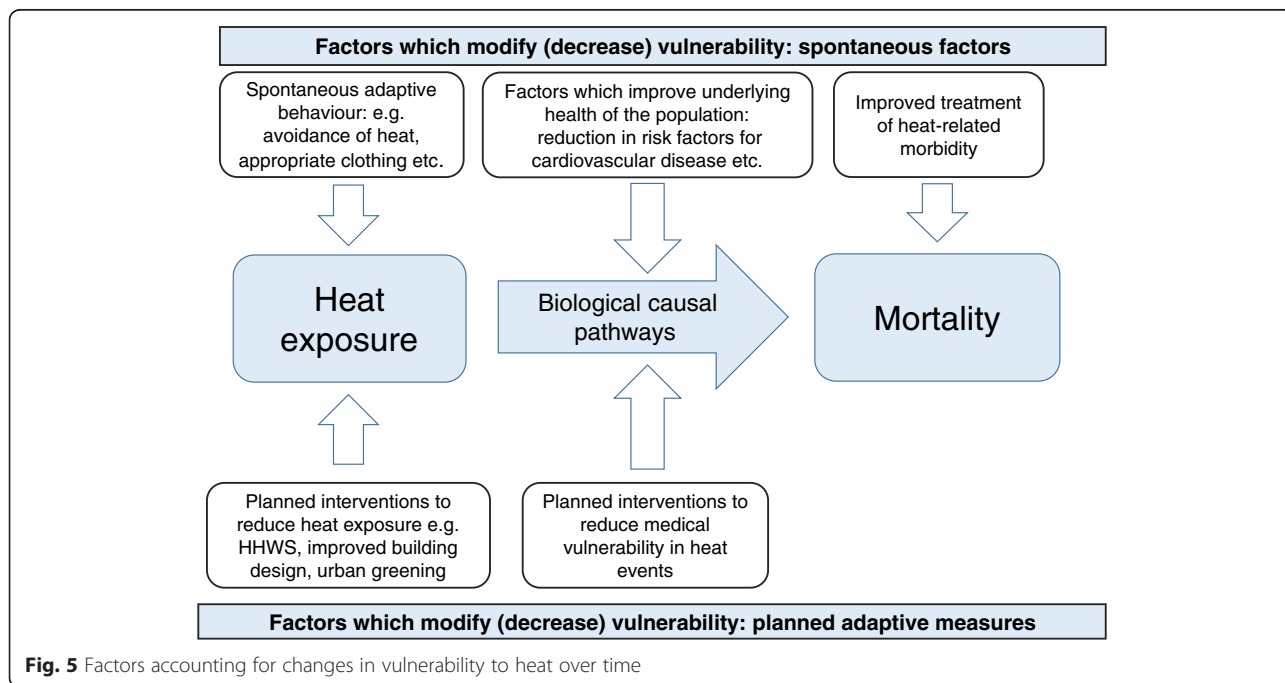 Factors which modify (decrease) vulnerability: spontaneous factors
Spontaneous adaptive
behaviour: e.g.
avoidance of heat,
appropriate clothing etc.
Factors which improve underlying
health of the population:
reduction in risk factors for
cardiovascular disease etc.
Improved treatment
of heat-related
morbidity
Heat
exposure
Biological causal
pathways
Mortality
Planned interventions to
reduce heat exposure e.g.
HHWS, improved building
design, urban greening
Planned interventions to
reduce medical
vulnerability in heat
events
Factors which modify (decrease) vulnerability: planned adaptive measures
Fig. 5 Factors accounting for changes in vulnerability to heat over time